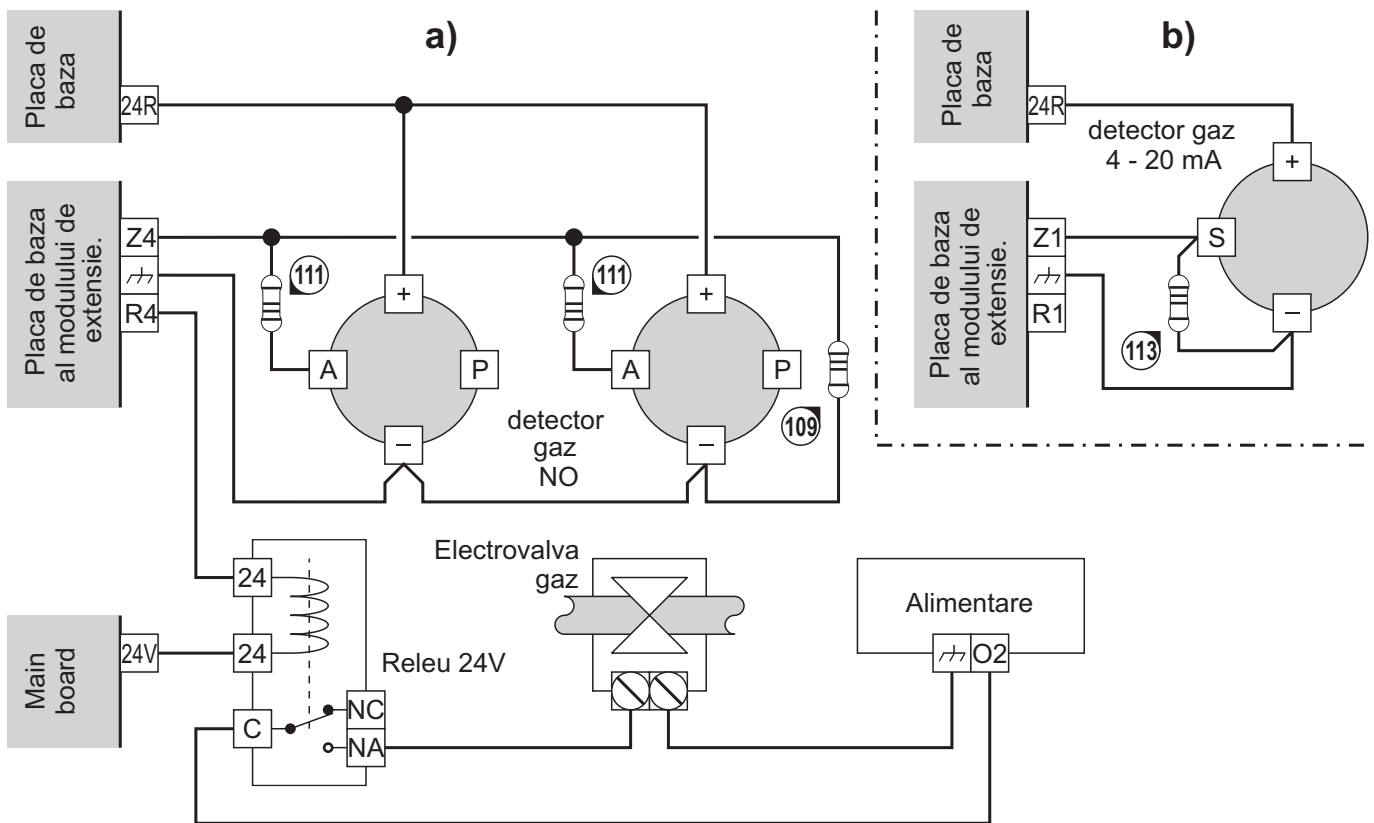 a)
Placa de
baza
24R
Placa de baza
al modulului de
extensie.
Z4
R4
111
111
+
+
A
P
A
P
–
–
109
detector
gaz
NO
b)
Placa de
baza
24R
detector gaz
4 - 20 mA
+
Placa de baza
al modulului de
extensie.
Z1
R1
S
–
113
24
24
Main
board
24V
Releu 24V
C
NC
NA
Electrovalva
gaz
Alimentare
O2